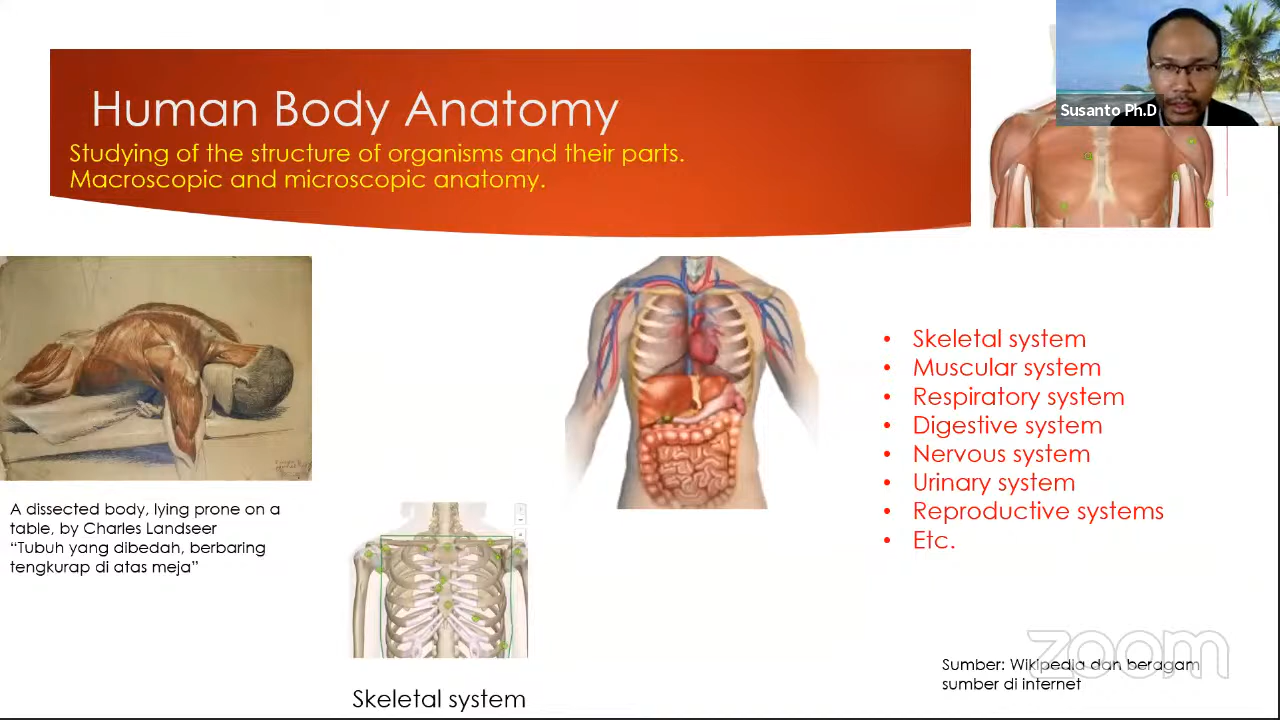 Human Body Anatomy
Studying of the structure of organisms and their parts.
Macroscopic and microscopic anatomy.
Susanto Ph.D
A dissected body, lying prone on a
table, by Charles Landseer
“Tubuh yang dibedah, berbaring
tengkurap di atas meja”
Skeletal system
• Skeletal system
• Muscular system
• Respiratory system
• Digestive system
• Nervous system
• Urinary system
• Reproductive systems
• Etc.
zoom
Sumber: Wikipedia dan beragam
sumber di internet